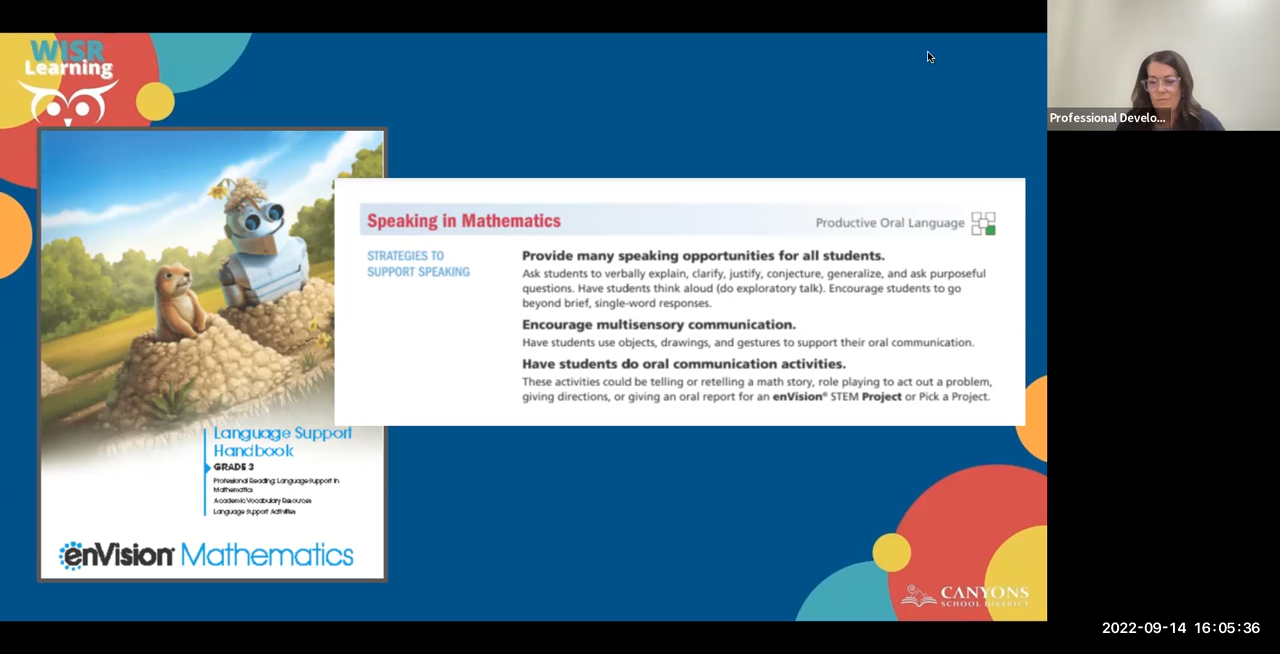 WISR
Learning
Professional Develo...
Speaking in Mathematics
Productive Oral Language
STRATEGIES TO
SUPPORT SPEAKING
Provide many speaking opportunities for all students.
Ask students to verbally explain, clarify, justify, conjecture, generalize, and ask purposeful
questions. Have students think aloud (do exploratory talk). Encourage students to go
beyond brief, single-word responses.
Encourage multisensory communication.
Have students use objects, drawings, and gestures to support their oral communication.
Have students do oral communication activities.
These activities could be telling or retelling a math story, role playing to act out a problem,
giving directions, or giving an oral report for an enVision® STEM Project or Pick a Project.
Language Support
Handbook
GRADE 3
Professional Reading: Language Support in
Mathematics
Academic Vocabulary Resources
Language Support Activities
enVision Mathematics
CANYONS
SCHOOL DISTRICT
2022-09-14 16:05:36